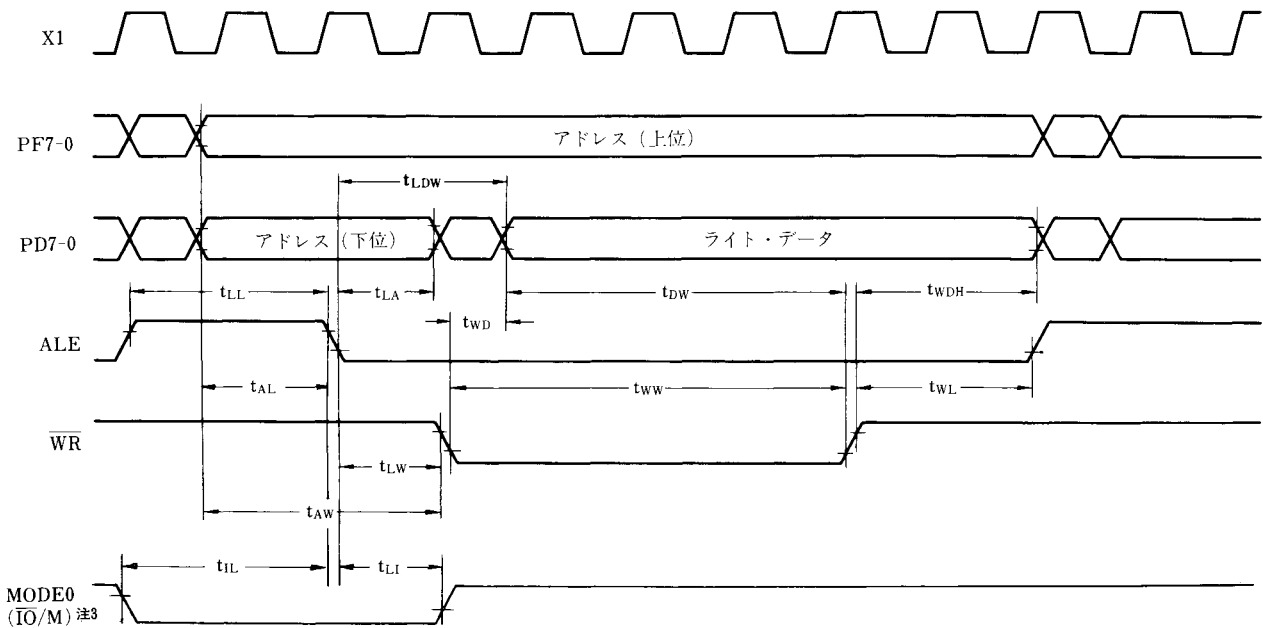 X1
PF7-0
アドレス（上位）
tLDW
PD7-0
アドレス（下位）
ライト・データ
tLL
tLA
tDW
tWDH
tWD
ALE
tAL
tWW
tWL
WR
tLW
tAW
tIL
tLI
MODE0
(IO/M) 注3